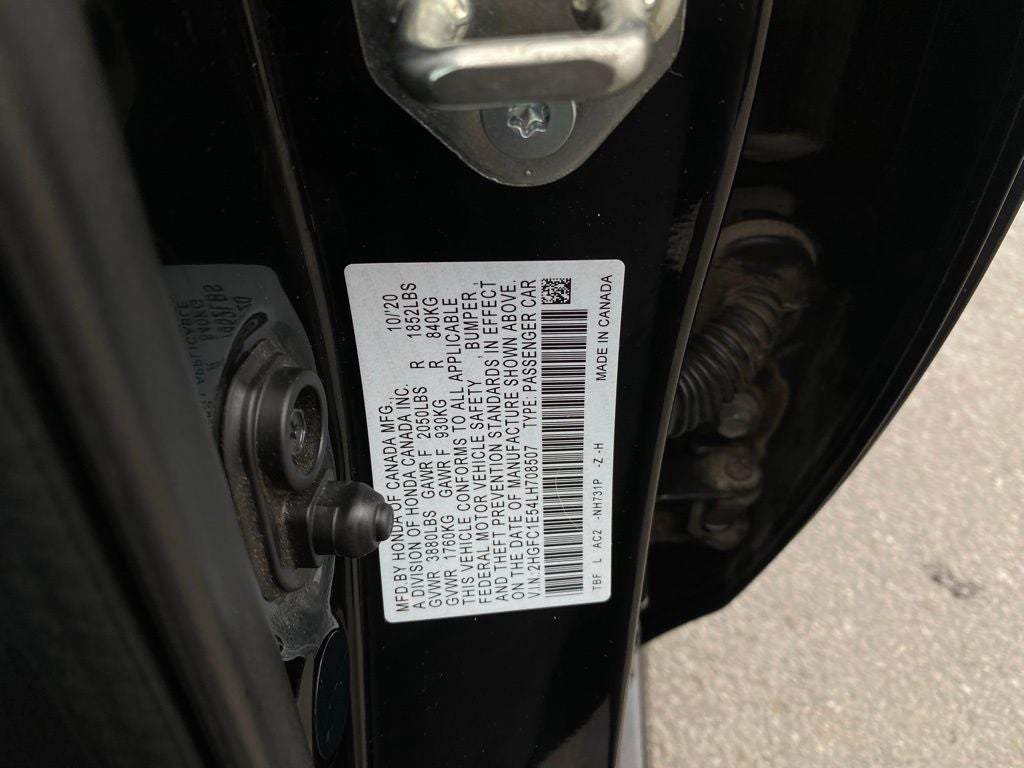 MFD.BY HONDA OF CANADA MFG., 10/'20
A DIVISION OF HONDA CANADA INC.
GVWR 3880LBS GAWR F 2050LBS R 1852LBS
GVWR 1760KG GAWR F 930KG R 840KG
THIS VEHICLE CONFORMS TO ALL APPLICABLE
FEDERAL MOTOR VEHICLE SAFETY ,BUMPER,
AND THEFT PREVENTION STANDARDS IN EFFECT
ON THE DATE OF MANUFACTURE SHOWN ABOVE.
V.I.N.2HGFC1E54LH708507 TYPE: PASSENGER CAR
TBF L AC2 -NH731P -Z -H MADE IN CANADA